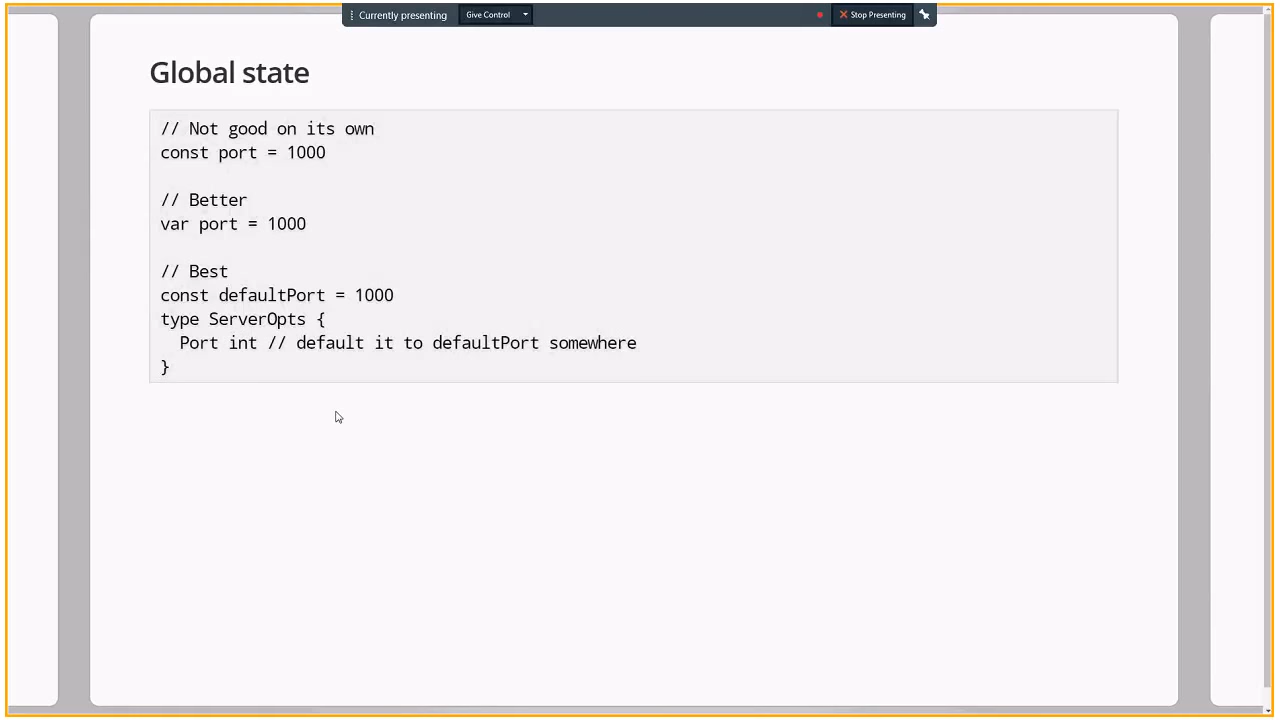 Currently presenting
Give Control
Stop Presenting
Global state
// Not good on its own
const port = 1000
// Better
var port = 1000
// Best
const defaultPort = 1000
type ServerOpts {
  Port int // default it to defaultPort somewhere
}